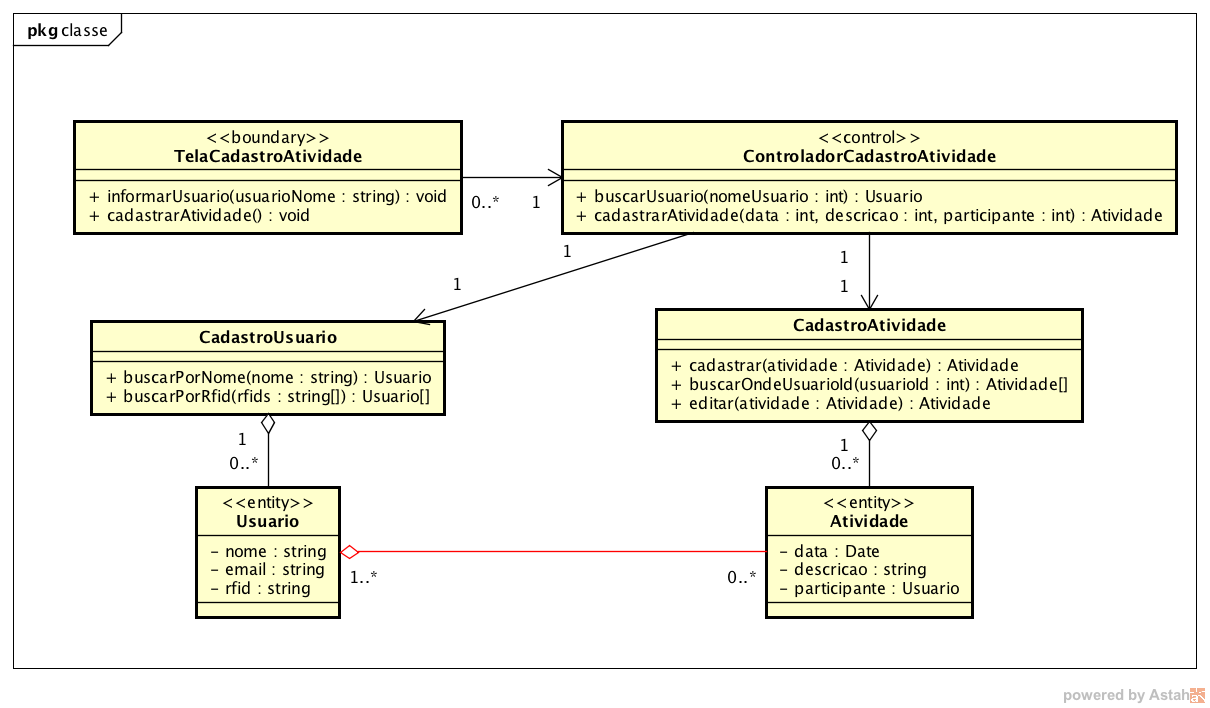 pkg classe
<<boundary>>
TelaCadastroAtividade
+ informarUsuario(usuarioNome : string) : void
+ cadastrarAtividade() : void
0..*
1
<<control>>
ControladorCadastroAtividade
+ buscarUsuario(nomeUsuario : int) : Usuario
+ cadastrarAtividade(data : int, descricao : int, participante : int) : Atividade
1
1
1
1
CadastroUsuario
+ buscarPorNome(nome : string) : Usuario
+ buscarPorRfid(rfids : string[]) : Usuario[]
CadastroAtividade
+ cadastrar(atividade : Atividade) : Atividade
+ buscarOndeUsuarioId(usuarioId : int) : Atividade[]
+ editar(atividade : Atividade) : Atividade
1
0..*
1
0..*
<<entity>>
Usuario
- nome : string
- email : string
- rfid : string
1..*
0..*
<<entity>>
Atividade
- data : Date
- descricao : string
- participante : Usuario
powered by Astah